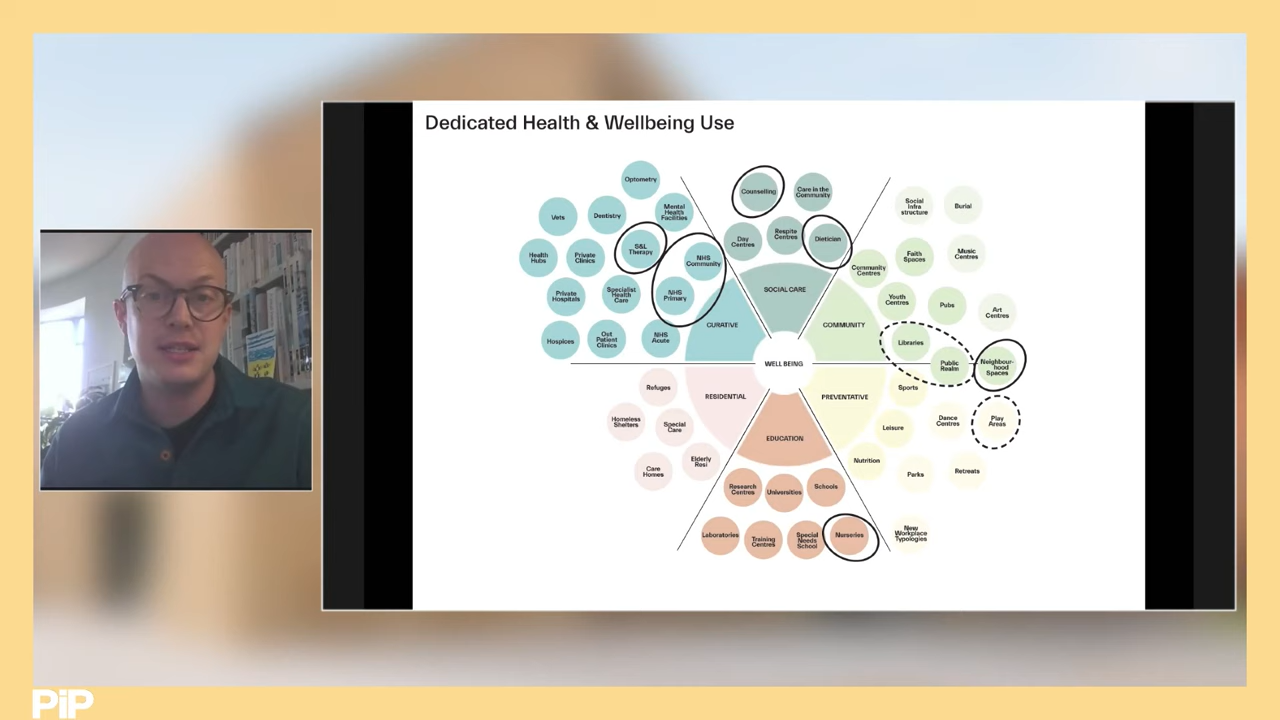 Dedicated Health & Wellbeing Use
Optometry
Vets
Dentistry
Mental
Health
Facilities
Health
Hubs
Private
Clinics
S&L
Therapy
NHS
Community
Private
Hospitals
Specialist
Health
Care
NHS
Primary
Hospices
Out
Patient
Clinics
NHS
Acute
CURATIVE
Counselling
Care in the
Community
Day
Centres
Respite
Centres
Dietician
SOCIAL CARE
Social
Infra
structure
Burial
Community
Centres
Faith
Spaces
Music
Centres
Youth
Centres
Pubs
Art
Centres
Libraries
Public
Realm
Neighbour-
hood
Spaces
COMMUNITY
WELL BEING
RESIDENTIAL
Refuges
Homeless
Shelters
Special
Care
Care
Homes
Elderly
Resi
EDUCATION
Research
Centres
Universities
Schools
Laboratories
Training
Centres
Special
Needs
School
Nurseries
PREVENTATIVE
Sports
Leisure
Dance
Centres
Play
Areas
Nutrition
Parks
Retreats
New
Workplace
Typologies
PiP